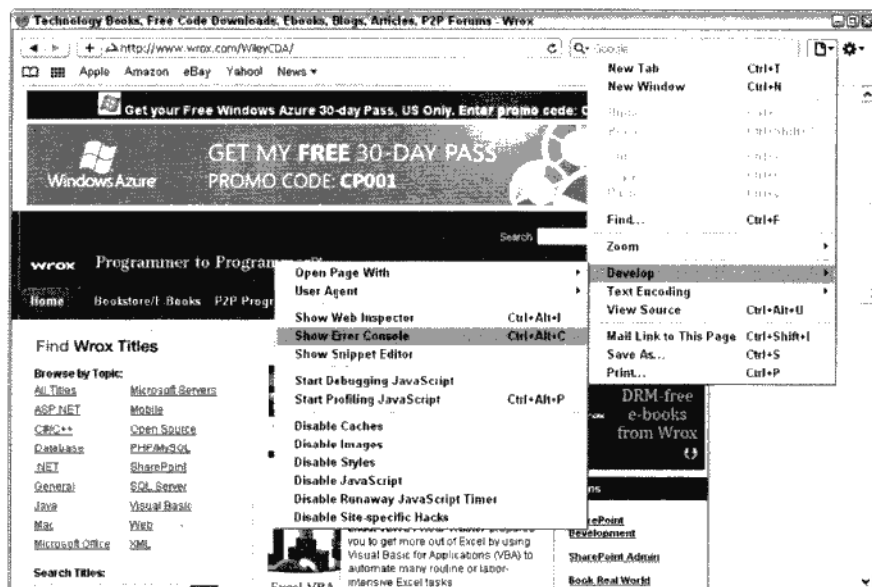 Technology Books, Free Code Downloads, Ebooks, Blogs, Articles, P2P Forums - Wrox
http://www.wrox.com/WileyCDA/
Google
Apple Amazon eBay Yahoo! News
Get your Free Windows Azure 30-day Pass, US Only. Enter promo code: C
Windows Azure
GET MY FREE 30-DAY PASS
PROMO CODE: CP001
Search
wrox Programmer to Programmer
Home Bookstore/E-Books P2P Progr
New Tab Ctrl+T
New Window Ctrl+N
Find... Ctrl+F
Zoom
Develop
Text Encoding
View Source Ctrl+Alt+U
Mail Link to This Page Ctrl+Shift+I
Save As... Ctrl+S
Print... Ctrl+P
Open Page With
User Agent
Show Web Inspector Ctrl+Alt+I
Show Error Console Ctrl+Alt+C
Show Snippet Editor
Start Debugging JavaScript
Start Profiling JavaScript Ctrl+Alt+P
Disable Caches
Disable Images
Disable Styles
Disable JavaScript
Disable Runaway JavaScript Timer
Disable Site-specific Hacks
Find Wrox Titles
Browse by Topic:
All Titles Microsoft Servers
ASP.NET Mobile
C#/C++ Open Source
Database PHP/MySQL
.NET SharePoint
General SQL Server
Java Visual Basic
Mac Web
Microsoft Office XML
Search Titles:
you to get more out of Excel by using
Visual Basic for Applications (VBA) to
automate many routine or labor-
intensive Excel tasks
Excel VBA
DRM-free
e-books
from Wrox
Development
SharePoint Admin
Book Real World